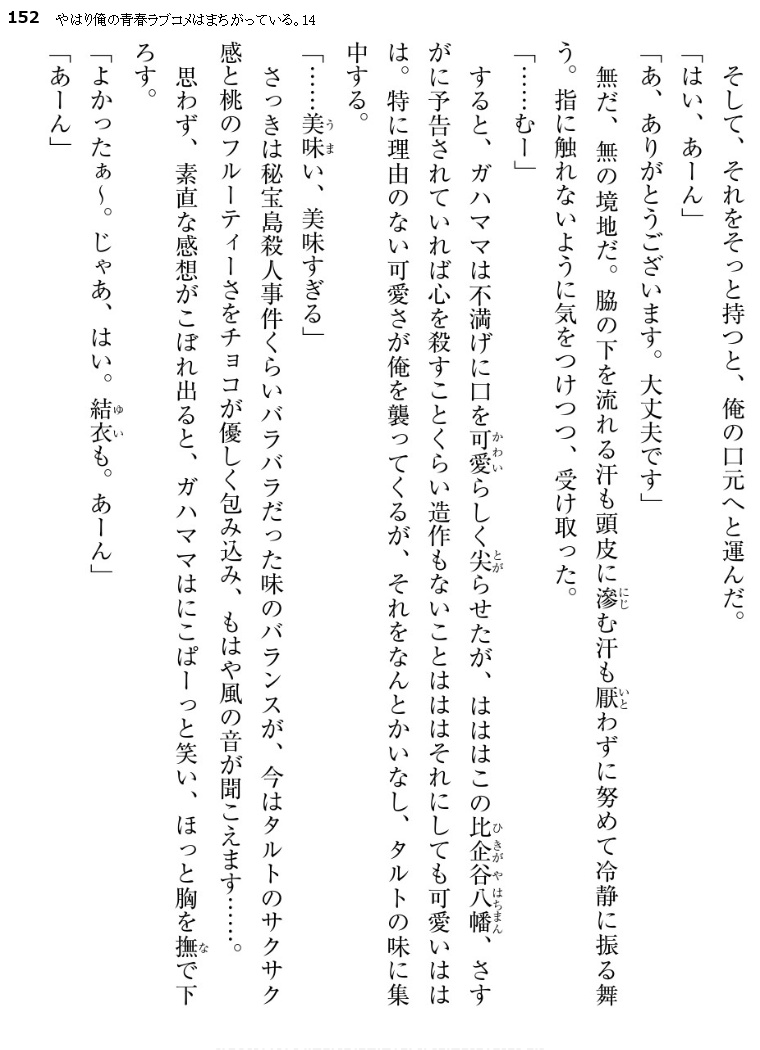 152 やはり俺の青春ラブコメはまちがっている。14
そして、それをそっと持つと、俺の口元へと運んだ。
「はい、あーん」
「あ、ありがとうございます。大丈夫です」
無だ、無の境地だ。脇の下を流れる汗も頭皮に滲む汗も厭わずに努めて冷静に振る舞
う。指に触れないように気をつけつつ、受け取った。
「……むー」
すると、ガハママは不満げに口を可愛らしく尖らせたが、はははこの比企谷八幡、さす
がに予告されていれば心を殺すことくらい造作もないことはははそれにしても可愛いはは
は。特に理由のない可愛さが俺を襲ってくるが、それをなんとかいなし、タルトの味に集
中する。
「……美味い、美味すぎる」
さっきは秘宝島殺人事件くらいバラバラだった味のバランスが、今はタルトのサクサク
感と桃のフルーティーさをチョコが優しく包み込み、もはや風の音が聞こえます……。
思わず、素直な感想がこぼれ出ると、ガハママはにこぱーっと笑い、ほっと胸を撫で下
ろす。
「よかったぁ～。じゃあ、はい。結衣も。あーん」
「あーん」